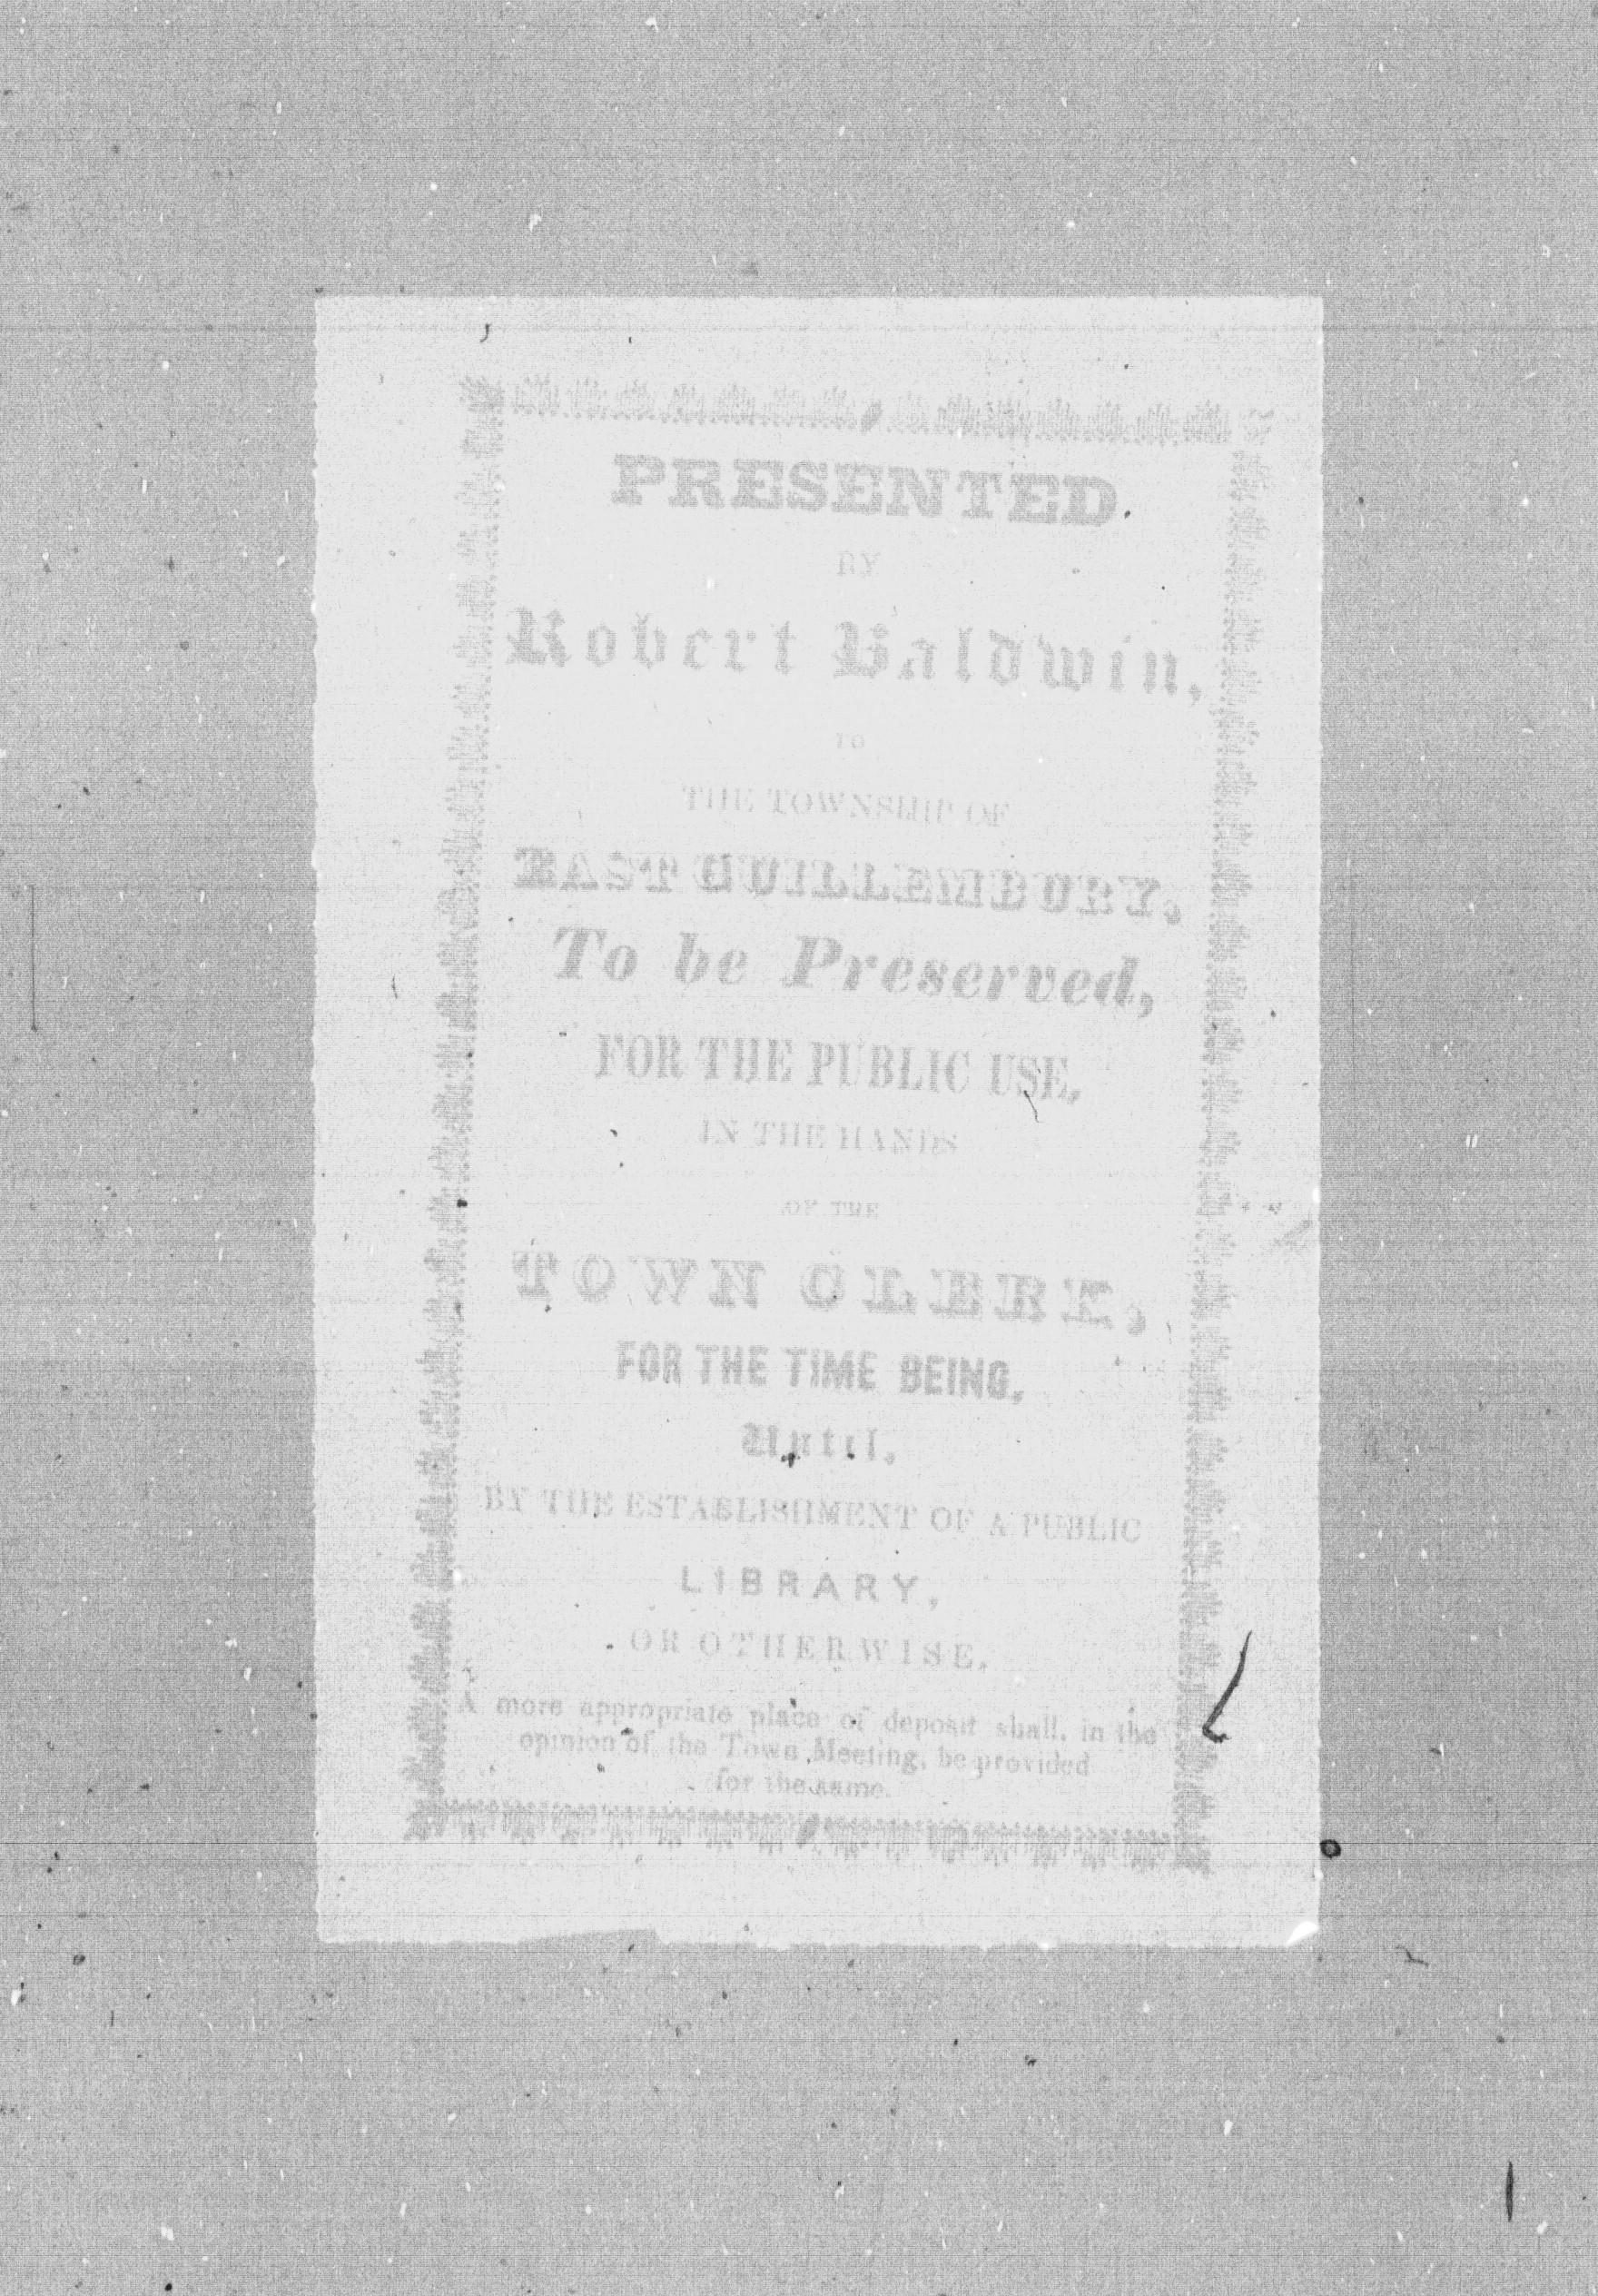 PRESENTED
BY
Robert Baldwin,
TO
THE TOWNSHIP OF
EAST GUILLEMBURY,
To be Preserved,
FOR THE PUBLIC USE,
IN THE HANDS
OF THE
TOWN CLERK,
FOR THE TIME BEING,
Until,
BY THE ESTABLISHMENT OF A PUBLIC
LIBRARY,
OR OTHERWISE,
A more appropriate place of deposit shall, in the
opinion of the Town Meeting, be provided
for the same.